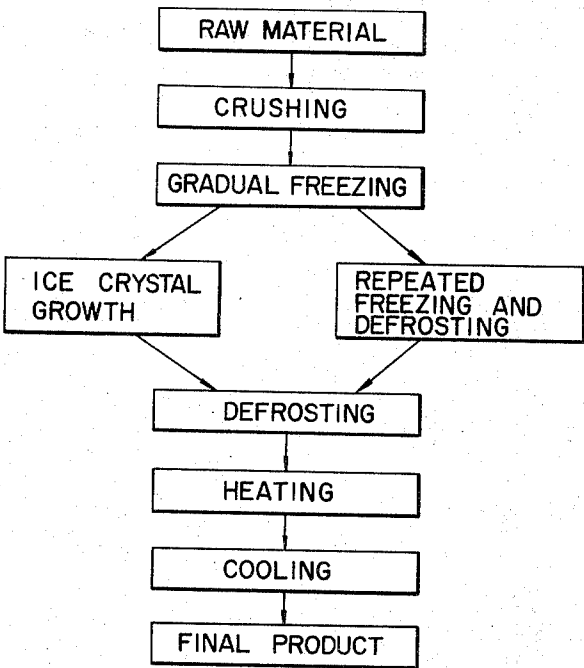 RAW MATERIAL
CRUSHING
GRADUAL FREEZING
ICE CRYSTAL
GROWTH
REPEATED
FREEZING AND
DEFROSTING
DEFROSTING
HEATING
COOLING
FINAL PRODUCT